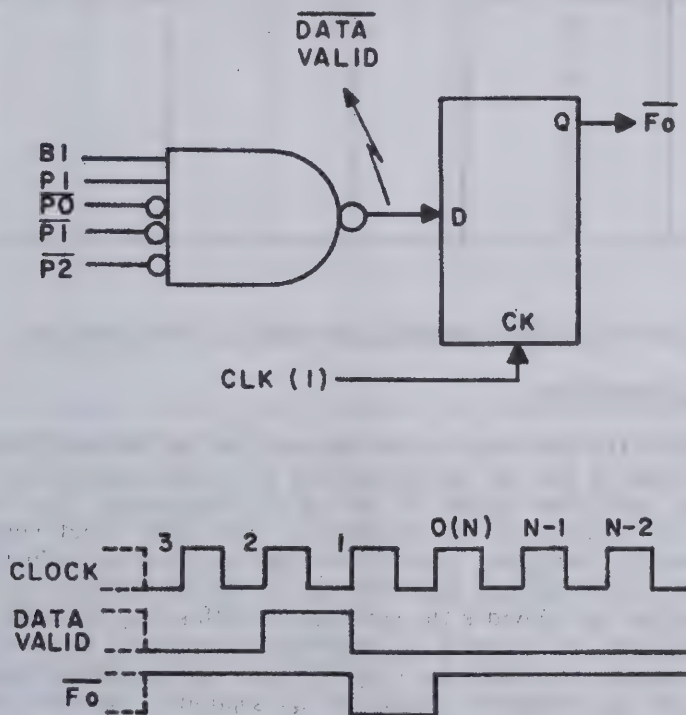 DATA
VALID
B1
P1
P0
P1
P2
D
Q
F0
CK
CLK (1)
3 2 1 0(N) N-1 N-2
CLOCK
DATA
VALID
F0